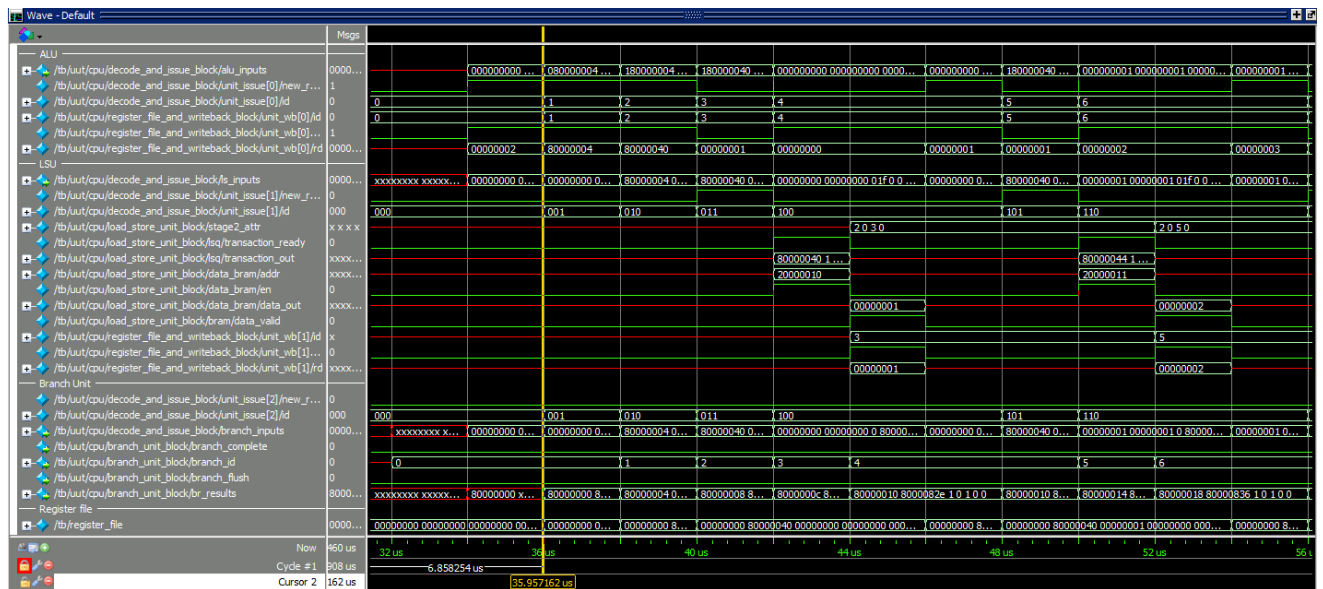 Wave - Default
Msgs
ALU
/tb/uut/cpu/decode_and_issue_block/alu_inputs 0000... 000000000 ... 080000004 ... 180000004 ... 180000040 ... 000000000 000000000 0000... 000000000 ... 180000040 ... 000000001 000000001 00000... 000000001 ...
/tb/uut/cpu/decode_and_issue_block/unit_issue[0]/new_r... 1
/tb/uut/cpu/decode_and_issue_block/unit_issue[0]/id 0 0 1 2 3 4 5 6
/tb/uut/cpu/register_file_and_writeback_block/unit_wb[0]/id 0 0 1 2 3 4 5 6
/tb/uut/cpu/register_file_and_writeback_block/unit_wb[0]... 1
/tb/uut/cpu/register_file_and_writeback_block/unit_wb[0]/rd 0000... 00000002 80000004 80000040 00000001 00000000 00000001 00000001 00000002 00000003
LSU
/tb/uut/cpu/decode_and_issue_block/ls_inputs 0000... xxxxxxxx xxxxx... 00000000 0... 00000000 0... 80000004 0... 80000040 0... 00000000 00000000 01f 0 0 ... 00000000 0... 80000040 0... 00000001 00000001 01f 0 0 ... 00000001 0...
/tb/uut/cpu/decode_and_issue_block/unit_issue[1]/new_r... 0
/tb/uut/cpu/decode_and_issue_block/unit_issue[1]/id 000 000 001 010 011 100 101 110
/tb/uut/cpu/load_store_unit_block/stage2_attr x x x x 2 0 3 0 2 0 5 0
/tb/uut/cpu/load_store_unit_block/lsq/transaction_ready 0
/tb/uut/cpu/load_store_unit_block/lsq/transaction_out xxxx... 80000040 1 ... 80000044 1 ...
/tb/uut/cpu/load_store_unit_block/data_bram/addr xxxx... 20000010 20000011
/tb/uut/cpu/load_store_unit_block/data_bram/en 0
/tb/uut/cpu/load_store_unit_block/data_bram/data_out xxxx... 00000001 00000002
/tb/uut/cpu/load_store_unit_block/bram/data_valid 0
/tb/uut/cpu/register_file_and_writeback_block/unit_wb[1]/id x 3 5
/tb/uut/cpu/register_file_and_writeback_block/unit_wb[1]... 0
/tb/uut/cpu/register_file_and_writeback_block/unit_wb[1]/rd xxxx... 00000001 00000002
Branch Unit
/tb/uut/cpu/decode_and_issue_block/unit_issue[2]/new_r... 0
/tb/uut/cpu/decode_and_issue_block/unit_issue[2]/id 000 000 001 010 011 100 101 110
/tb/uut/cpu/decode_and_issue_block/branch_inputs 0000... xxxxxxxx x... 00000000 0... 00000000 0... 80000004 0... 80000040 0... 00000000 00000000 0 80000... 00000000 0... 80000040 0... 00000001 00000001 0 80000... 00000001 0...
/tb/uut/cpu/branch_unit_block/branch_complete 0
/tb/uut/cpu/branch_unit_block/branch_id 0 0 1 2 3 4 5 6
/tb/uut/cpu/branch_unit_block/branch_flush 0
/tb/uut/cpu/branch_unit_block/br_results 8000... xxxxxxxx xxxxx... 80000000 x... 80000000 8... 80000004 0... 80000008 8... 8000000c 8... 80000010 8000082e 1 0 1 0 0 80000010 8... 80000014 8... 80000018 80000836 1 0 1 0 0
Register file
/tb/register_file 0000... 00000000 00000000 00000000 00... 00000000 0... 00000000 8... 00000000 80000040 00000000 00000000 000... 00000000 8... 00000000 80000040 00000001 00000000 000... 00000000 8...
Now 460 us 32 us 36 us 40 us 44 us 48 us 52 us 56 u
Cycle #1 908 us 6.858254 us
Cursor 2 162 us 35.957162 us